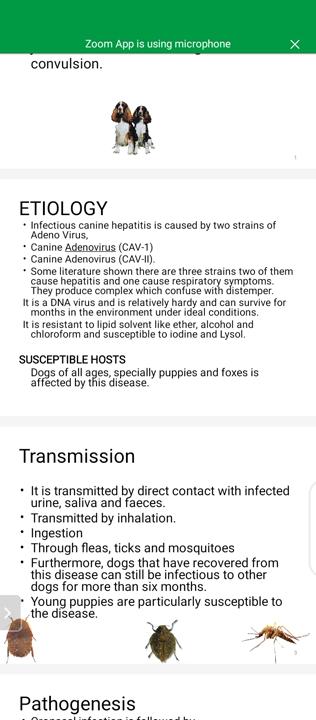 Zoom App is using microphone
convulsion.
1
ETIOLOGY
• Infectious canine hepatitis is caused by two strains of
Adeno Virus,
• Canine Adenovirus (CAV-1)
• Canine Adenovirus (CAV-II).
• Some literature shown there are three strains two of them
cause hepatitis and one cause respiratory symptoms.
They produce complex which confuse with distemper.
It is a DNA virus and is relatively hardy and can survive for
months in the environment under ideal conditions.
It is resistant to lipid solvent like ether, alcohol and
chloroform and susceptible to iodine and Lysol.
SUSCEPTIBLE HOSTS
Dogs of all ages, specially puppies and foxes is
affected by this disease.
Transmission
• It is transmitted by direct contact with infected
urine, saliva and faeces.
• Transmitted by inhalation.
• Ingestion
• Through fleas, ticks and mosquitoes
• Furthermore, dogs that have recovered from
this disease can still be infectious to other
dogs for more than six months.
• Young puppies are particularly susceptible to
the disease.
3
Pathogenesis